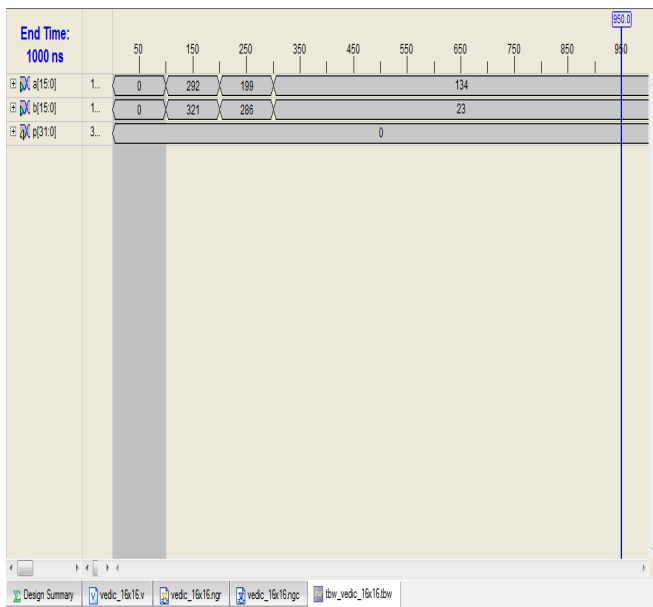 End Time:
1000 ns
50 150 250 350 450 550 650 750 850 950
950.0
a[15:0] 1... 0 292 199 134
b[15:0] 1... 0 321 286 23
p[31:0] 3... 0
Design Summary vedic_16x16.v vedic_16x16.ngr vedic_16x16.ngc tbw_vedic_16x16.tbw